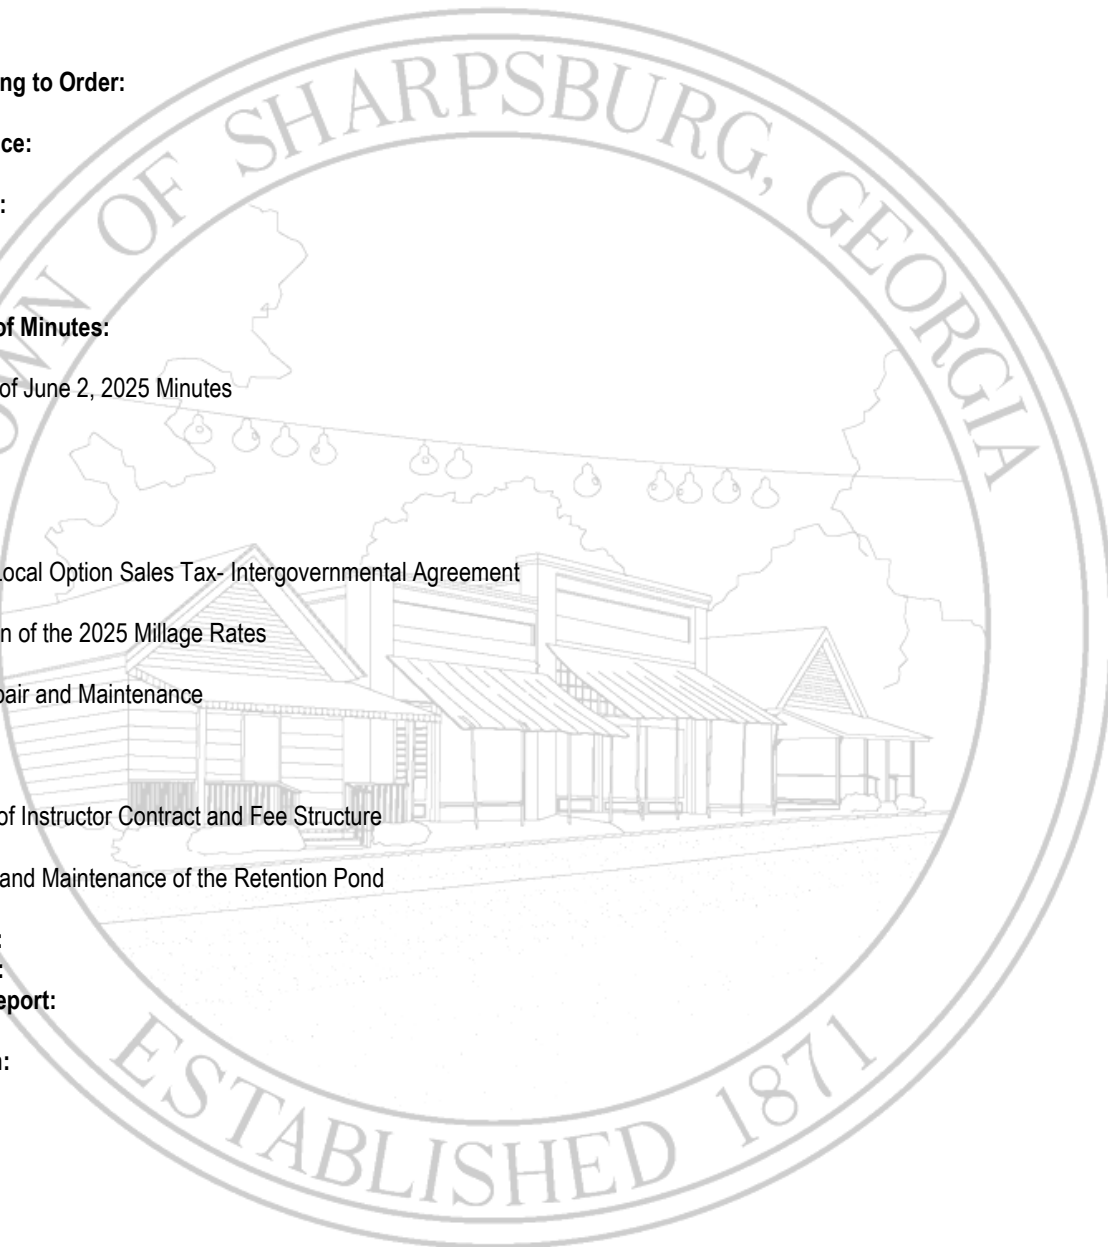 TOWN OF SHARPSBURG, GEORGIA
ng to Order:
ce:
:
of Minutes:
of June 2, 2025 Minutes
Local Option Sales Tax- Intergovernmental Agreement
n of the 2025 Millage Rates
pair and Maintenance
of Instructor Contract and Fee Structure
and Maintenance of the Retention Pond
:
:
eport:
n:
ESTABLISHED 1871